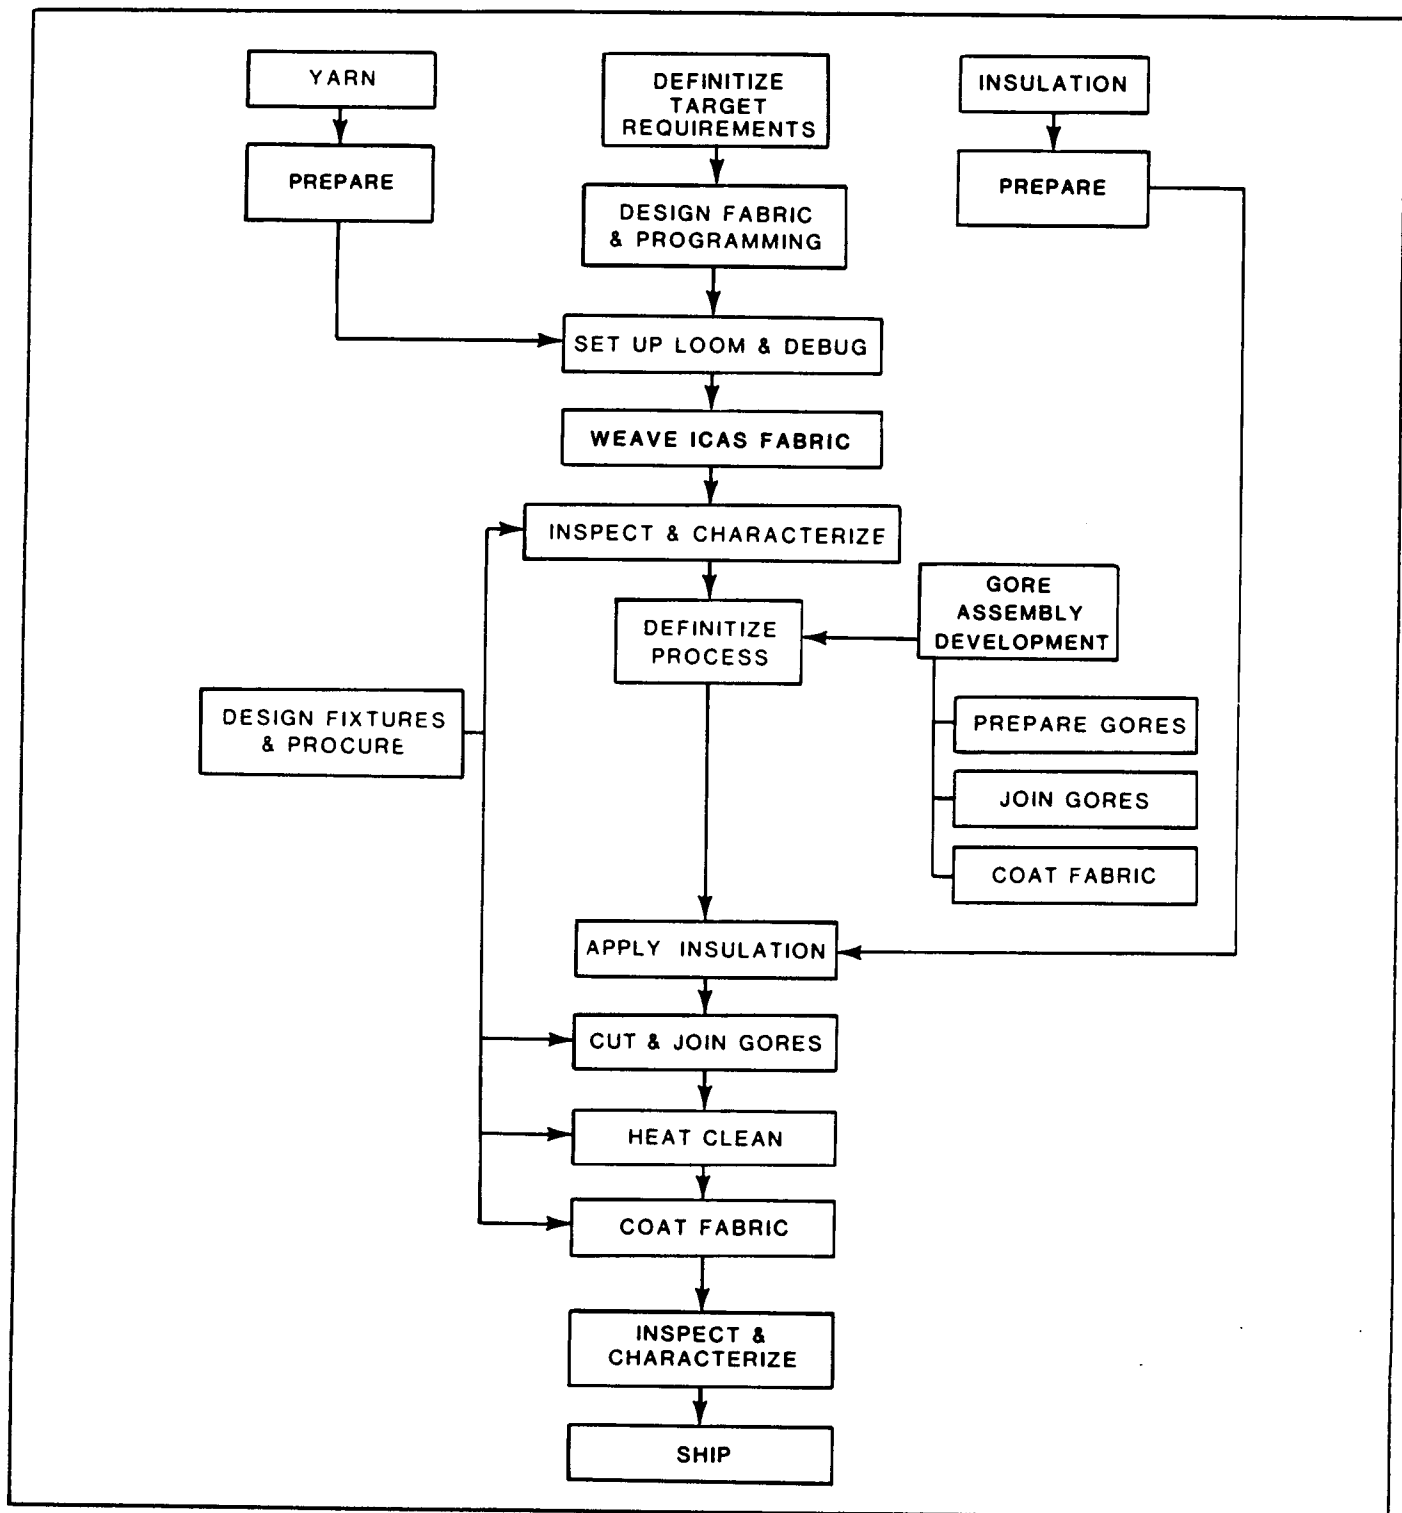 YARN
DEFINITIZE
TARGET
REQUIREMENTS
INSULATION
PREPARE
PREPARE
DESIGN FABRIC
& PROGRAMMING
SET UP LOOM & DEBUG
WEAVE ICAS FABRIC
INSPECT & CHARACTERIZE
GORE
ASSEMBLY
DEVELOPMENT
DEFINITIZE
PROCESS
DESIGN FIXTURES
& PROCURE
PREPARE GORES
JOIN GORES
COAT FABRIC
APPLY INSULATION
CUT & JOIN GORES
HEAT CLEAN
COAT FABRIC
INSPECT &
CHARACTERIZE
SHIP